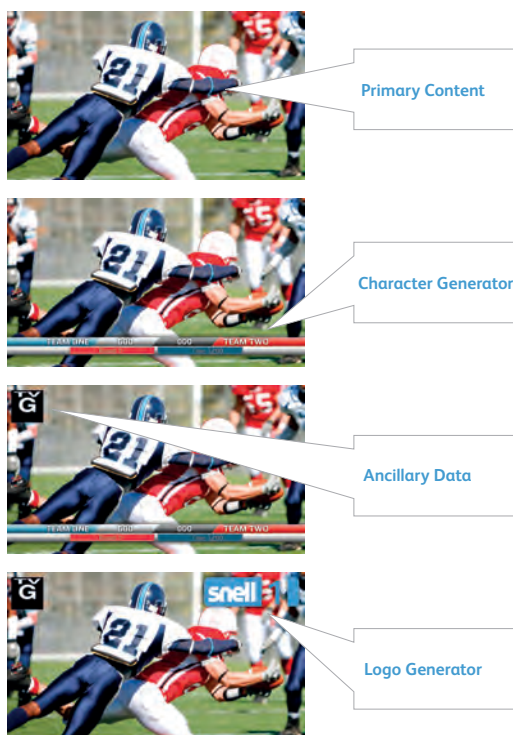 21
Primary Content
21
Character Generator
TEAM ONE 000 000 TEAM TWO
TV
G
21
Ancillary Data
TEAM ONE 000 000 TEAM TWO
TV
G
snell 1
21
Logo Generator